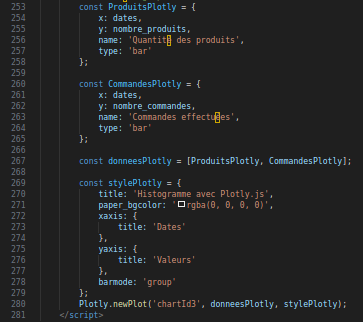 253 const ProduitsPlotly = {
254 x: dates,
255 y: nombre_produits,
256 name: 'Quantité des produits',
257 type: 'bar'
258 };
259
260 const CommandesPlotly = {
261 x: dates,
262 y: nombre_commandes,
263 name: 'Commandes effectuées',
264 type: 'bar'
265 };
266
267 const donneesPlotly = [ProduitsPlotly, CommandesPlotly];
268
269 const stylePlotly = {
270 title: 'Histogramme avec Plotly.js',
271 paper_bgcolor: 'rgba(0, 0, 0, 0)',
272 xaxis: {
273 title: 'Dates'
274 },
275 yaxis: {
276 title: 'Valeurs'
277 },
278 barmode: 'group'
279 };
280 Plotly.newPlot('chartId3', donneesPlotly, stylePlotly);
281 </script>